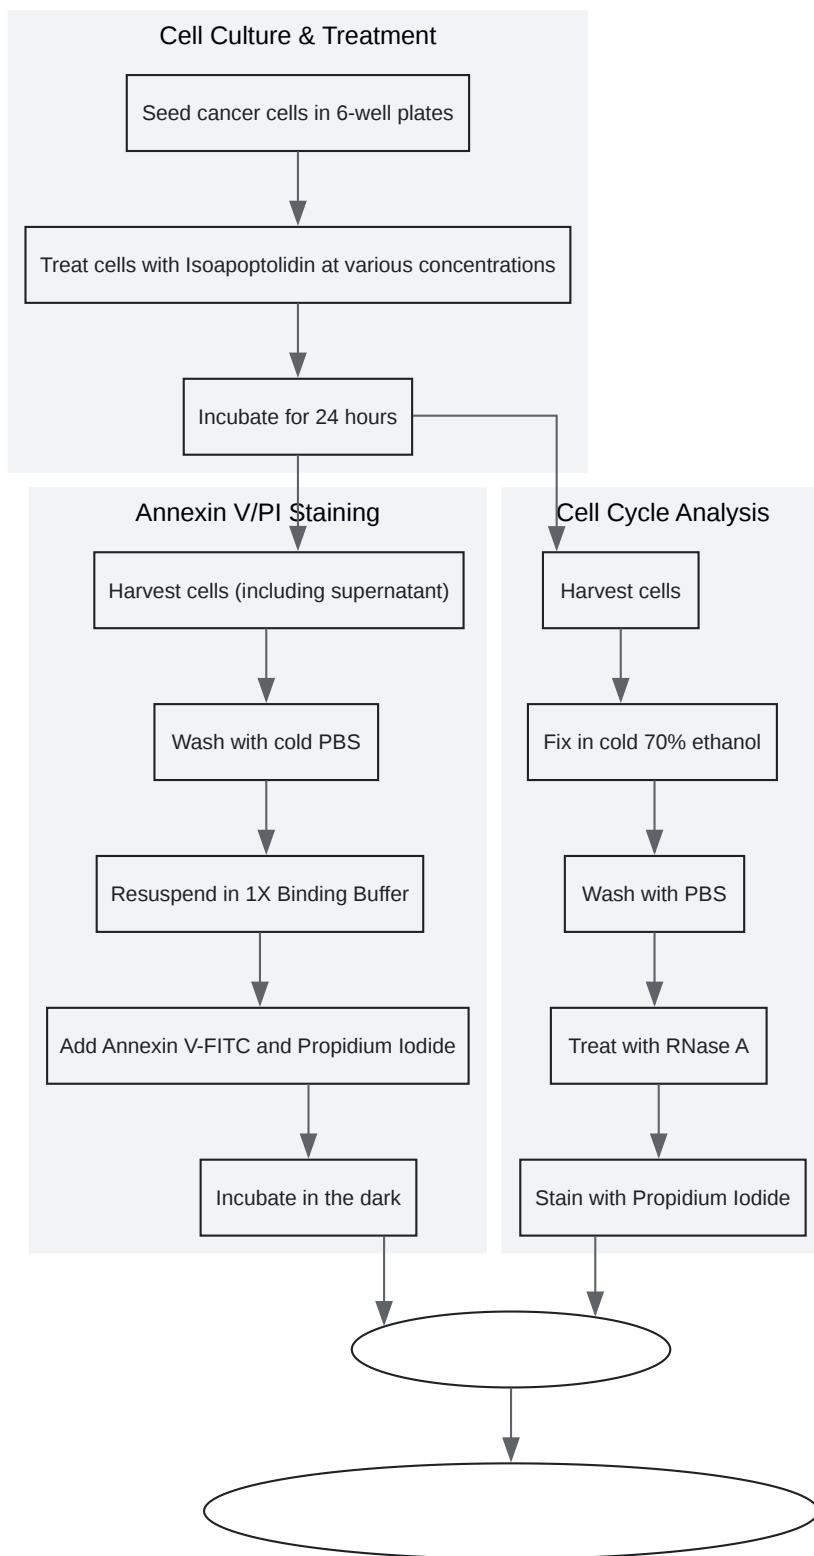 Cell Culture & Treatment
Seed cancer cells in 6-well plates
Treat cells with Isoapoptolidin at various concentrations
Incubate for 24 hours
Annexin V/PI Staining
Harvest cells (including supernatant)
Wash with cold PBS
Resuspend in 1X Binding Buffer
Add Annexin V-FITC and Propidium Iodide
Incubate in the dark
Cell Cycle Analysis
Harvest cells
Fix in cold 70% ethanol
Wash with PBS
Treat with RNase A
Stain with Propidium Iodide